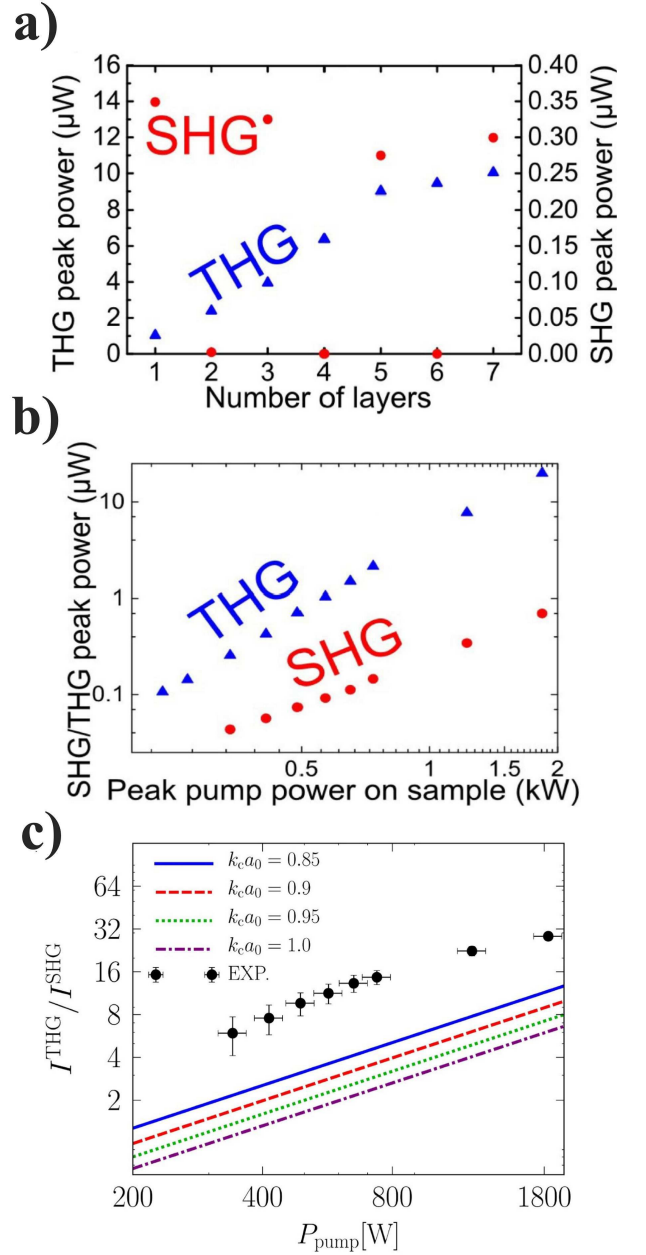 a)
16 0.40
14 0.35
12 SHG 0.30
10 0.25
8 0.20
6 THG 0.15
4 0.10
2 0.05
0 0.00
THG peak power (µW)
SHG peak power (µW)
1 2 3 4 5 6 7
Number of layers
b)
SHG/THG peak power (µW)
10
1
0.1
THG
SHG
0.5 1 1.5 2
Peak pump power on sample (kW)
c)
I^THG/I^SHG
64
32
16
8
4
2
k_c a_0 = 0.85
k_c a_0 = 0.9
k_c a_0 = 0.95
k_c a_0 = 1.0
EXP.
200 400 800 1800
P_pump[W]